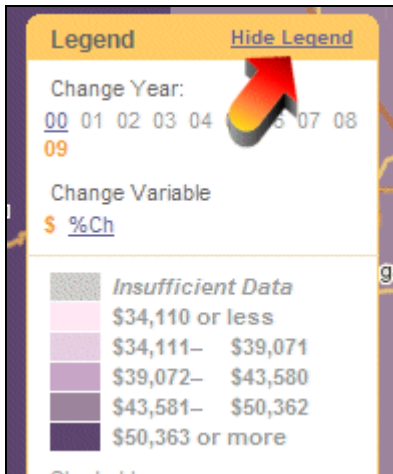 Legend Hide Legend
Change Year:
00 01 02 03 04 07 08
09
Change Variable
$ %Ch
Insufficient Data
$34,110 or less
$34,111– $39,071
$39,072– $43,580
$43,581– $50,362
$50,363 or more